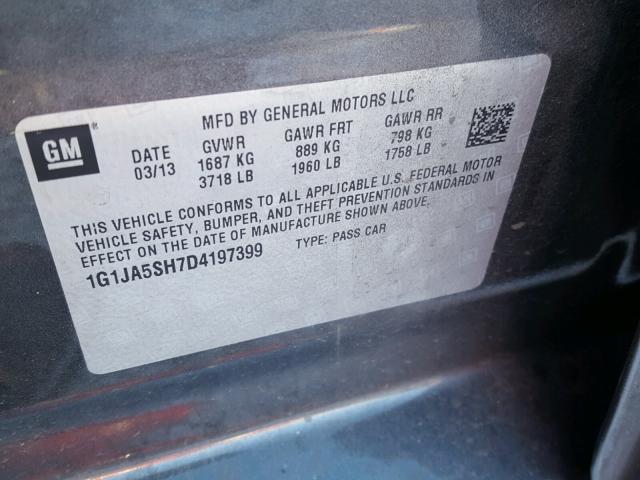 GM
MFD BY GENERAL MOTORS LLC
DATE GVWR GAWR FRT GAWR RR
03/13 1687 KG 889 KG 798 KG
3718 LB 1960 LB 1758 LB
THIS VEHICLE CONFORMS TO ALL APPLICABLE U.S. FEDERAL MOTOR
VEHICLE SAFETY, BUMPER, AND THEFT PREVENTION STANDARDS IN
EFFECT ON THE DATE OF MANUFACTURE SHOWN ABOVE.
1G1JA5SH7D4197399 TYPE: PASS CAR